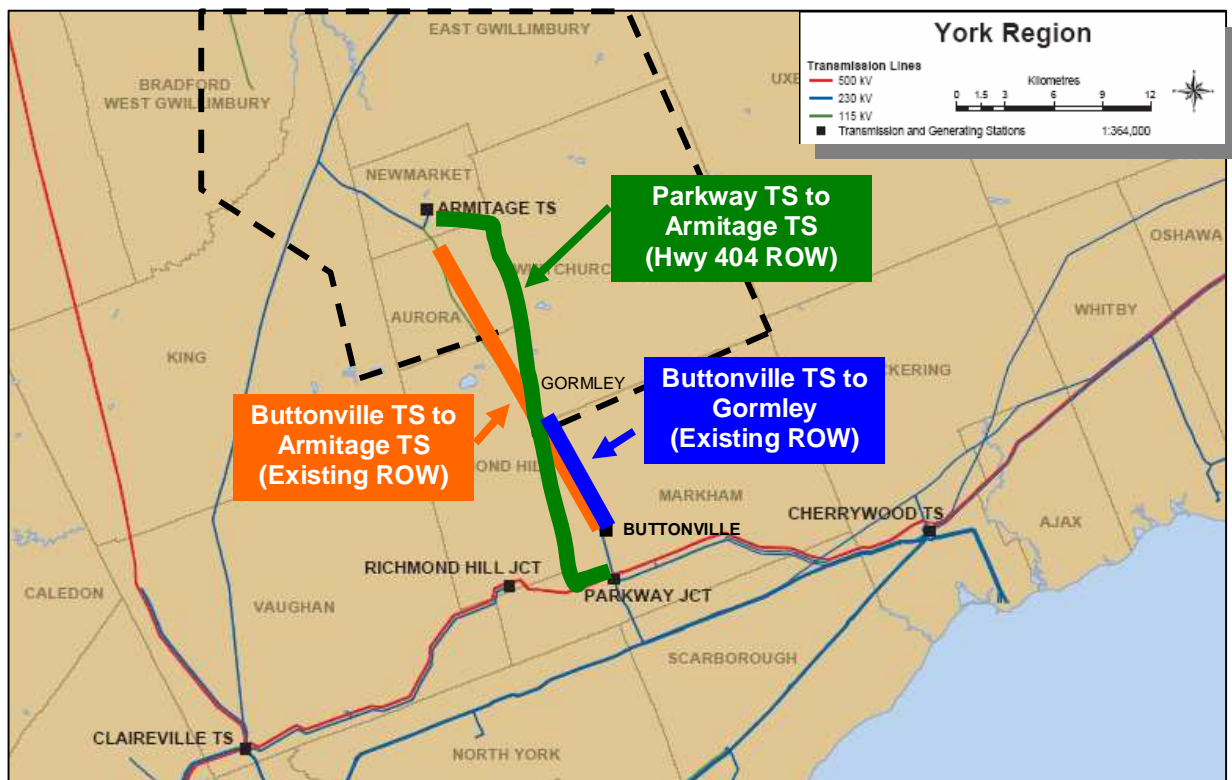 York Region
Transmission Lines
500 kV
230 kV
115 kV
Transmission and Generating Stations
Kilometres
0 1.5 3 6 9 12
1:364,000
EAST GWILLIMBURY
BRADFORD
WEST GWILLIMBURY
NEWMARKET
ARMITAGE TS
Parkway TS to
Armitage TS
(Hwy 404 ROW)
OSHAWA
WHITBY
AURORA
KING
GORMLEY
Buttonville TS to
Gormley
(Existing ROW)
Buttonville TS to
Armitage TS
(Existing ROW)
MARKHAM
CHERRYWOOD TS
AJAX
BUTTONVILLE
RICHMOND HILL JCT
PARKWAY JCT
CALEDON
VAUGHAN
SCARBOROUGH
CLAIREVILLE TS
NORTH YORK